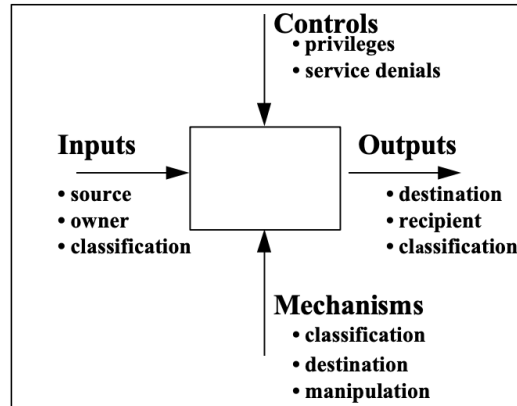 Controls
• privileges
• service denials
Inputs
• source
• owner
• classification
Outputs
• destination
• recipient
• classification
Mechanisms
• classification
• destination
• manipulation